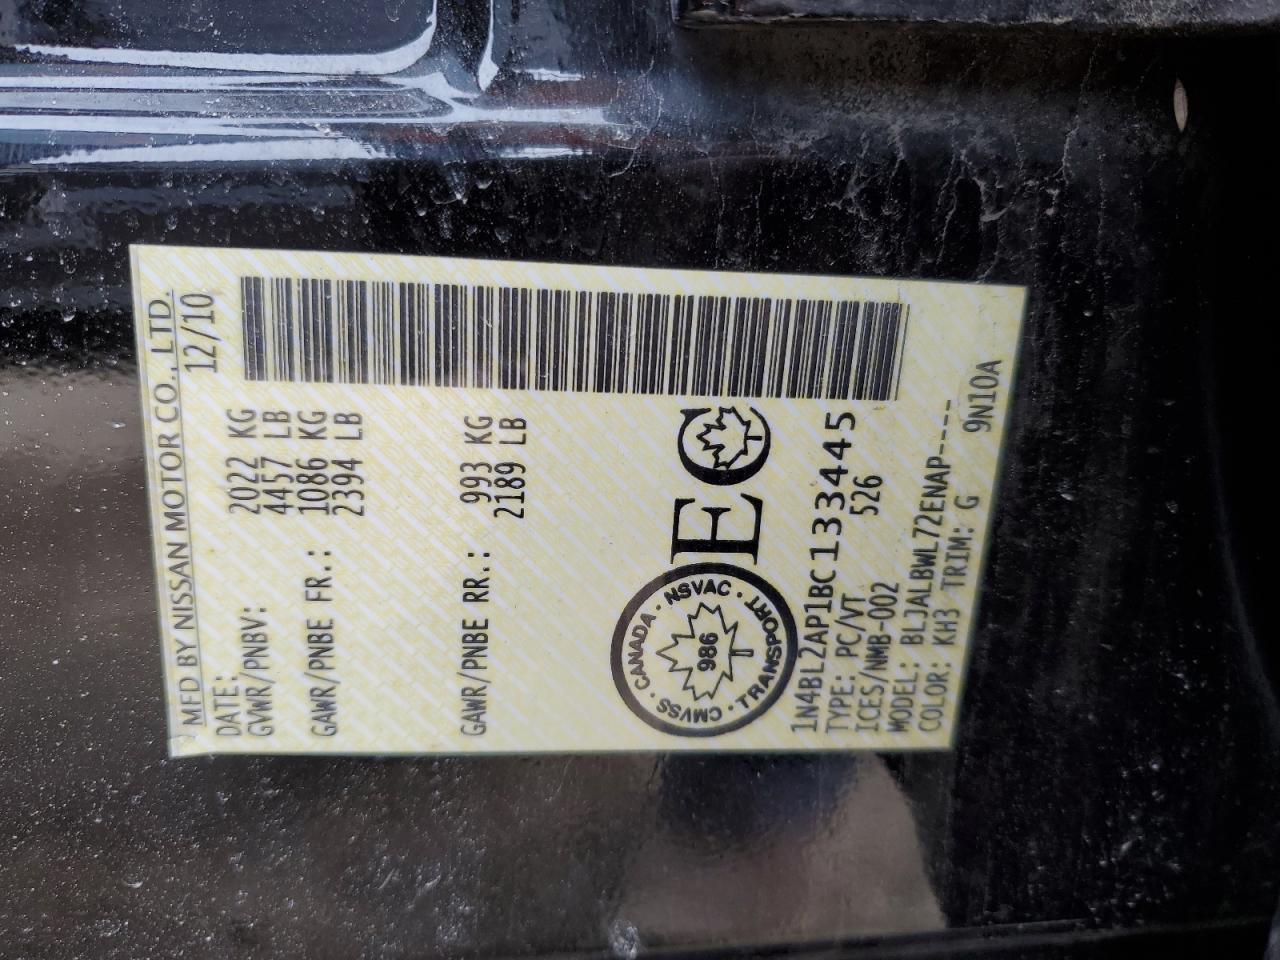 MFD BY NISSAN MOTOR CO., LTD.
DATE: 12/10
GVWR/PNBV: 2022 KG
4457 LB
GAWR/PNBE FR.: 1086 KG
2394 LB
GAWR/PNBE RR.: 993 KG
2189 LB
CANADA · NSVAC · TRANSPORT · CMVSS ·
986
EC
1N4BL2AP1BC133445
TYPE: PC/VT
ICES/NMB-002 526
MODEL: BLJALBWL72ENAP----
COLOR: KH3 TRIM: G 9N10A